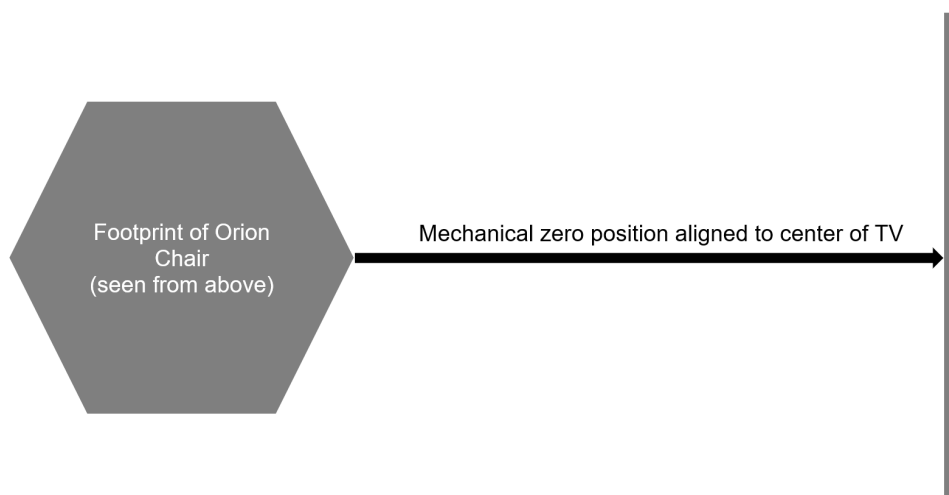 Footprint of Orion
Chair
(seen from above)
Mechanical zero position aligned to center of TV